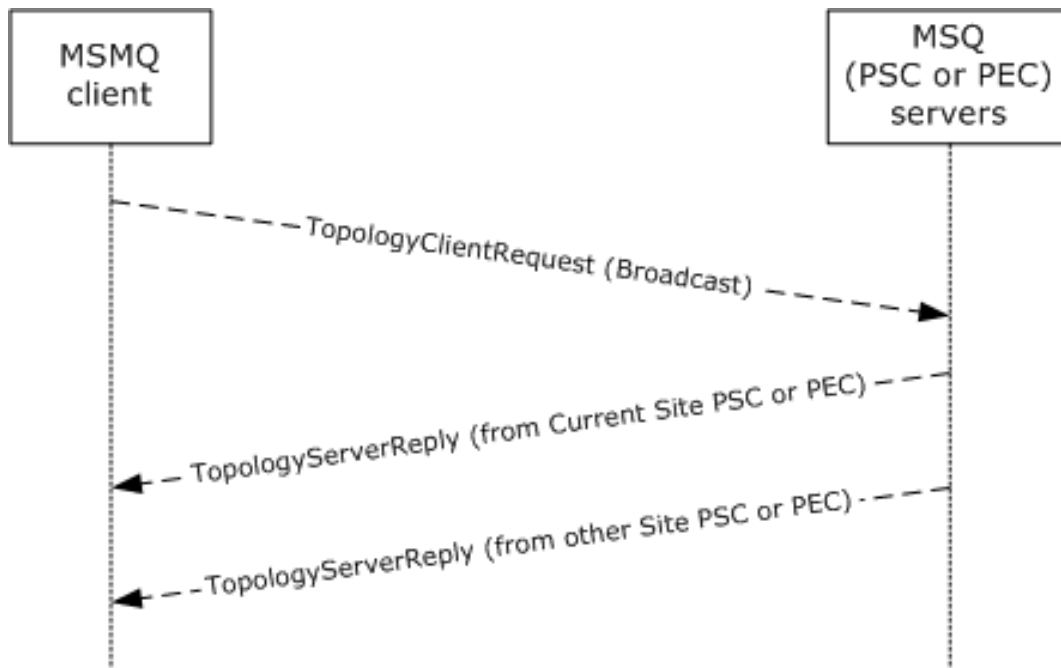 MSMQ
client
MSQ
(PSC or PEC)
servers
TopologyClientRequest (Broadcast)
TopologyServerReply (from Current Site PSC or PEC)
TopologyServerReply (from other Site PSC or PEC)